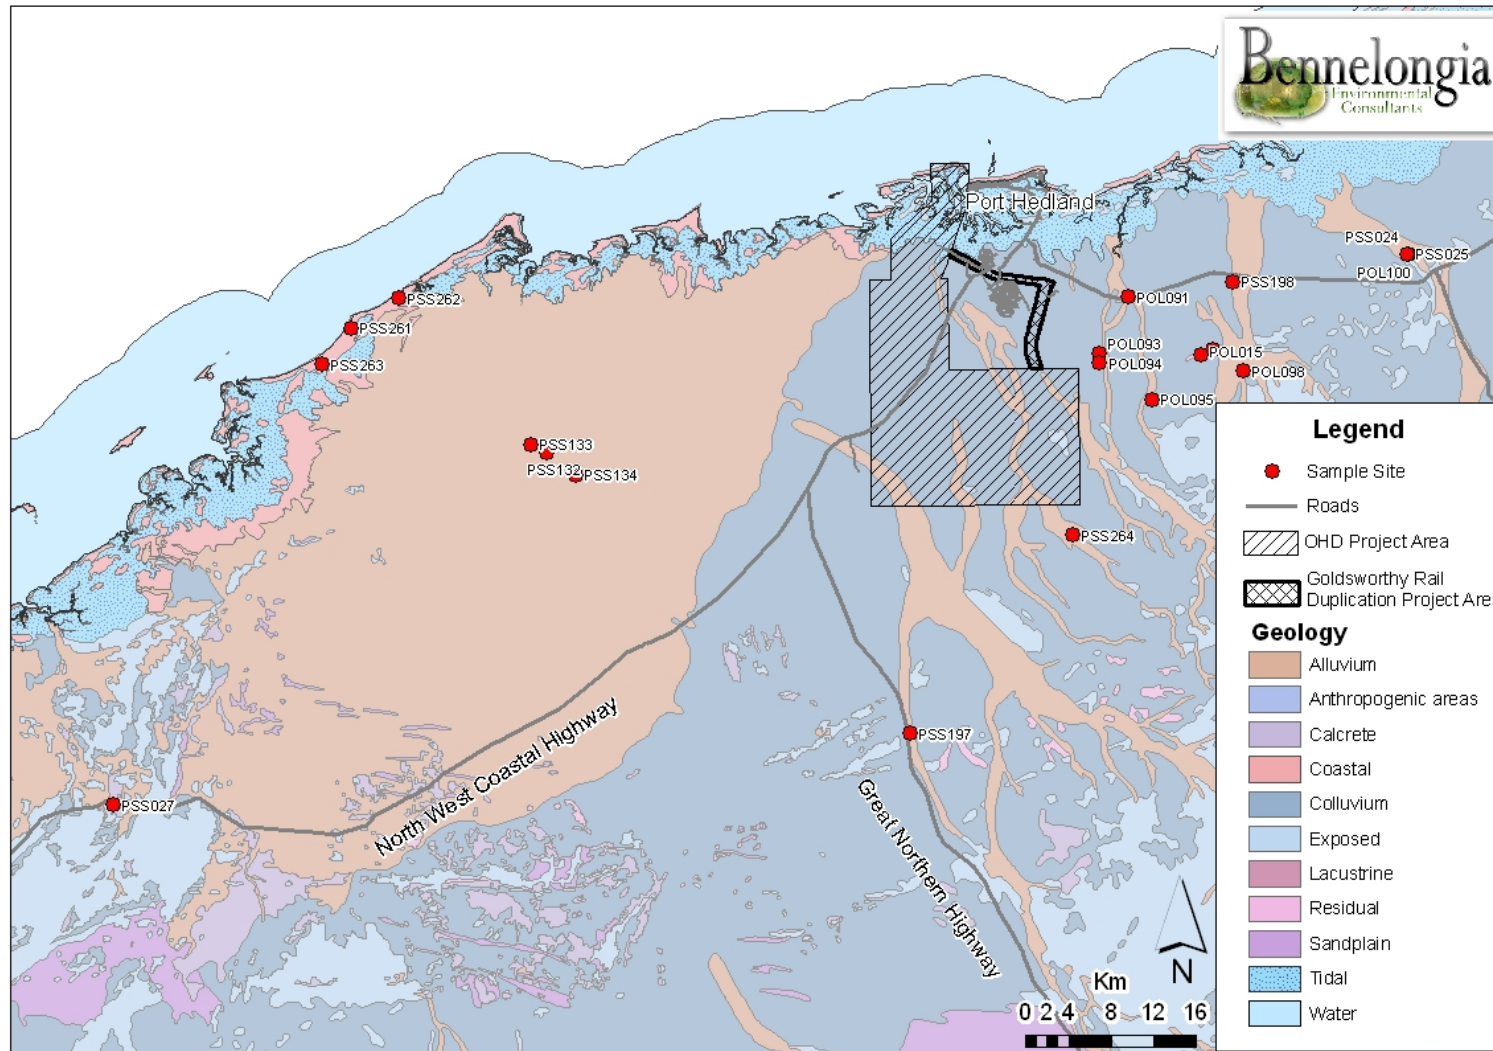 Bennelongia
Environmental
Consultants
Port Hedland
PSS024
PSS025
POL100
PSS198
POL091
PSS262
PSS261
PSS263
POL093
POL094
POL015
POL098
POL095
PSS133
PSS132
PSS134
PSS264
PSS197
PSS027
North West Coastal Highway
Great Northern Highway
N
Km
0 2 4 8 12 16
Legend
Sample Site
Roads
OHD Project Area
Goldsworthy Rail
Duplication Project Are
Geology
Alluvium
Anthropogenic areas
Calcrete
Coastal
Colluvium
Exposed
Lacustrine
Residual
Sandplain
Tidal
Water